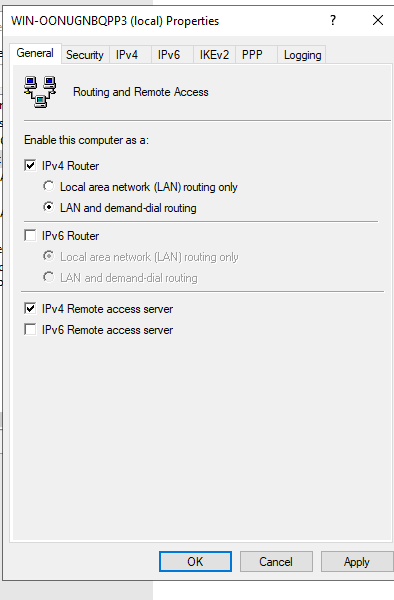 WIN-OONUGNBQPP3 (local) Properties
?
General Security IPv4 IPv6 IKEv2 PPP Logging
Routing and Remote Access
Enable this computer as a:
IPv4 Router
Local area network (LAN) routing only
LAN and demand-dial routing
IPv6 Router
Local area network (LAN) routing only
LAN and demand-dial routing
IPv4 Remote access server
IPv6 Remote access server
OK Cancel Apply